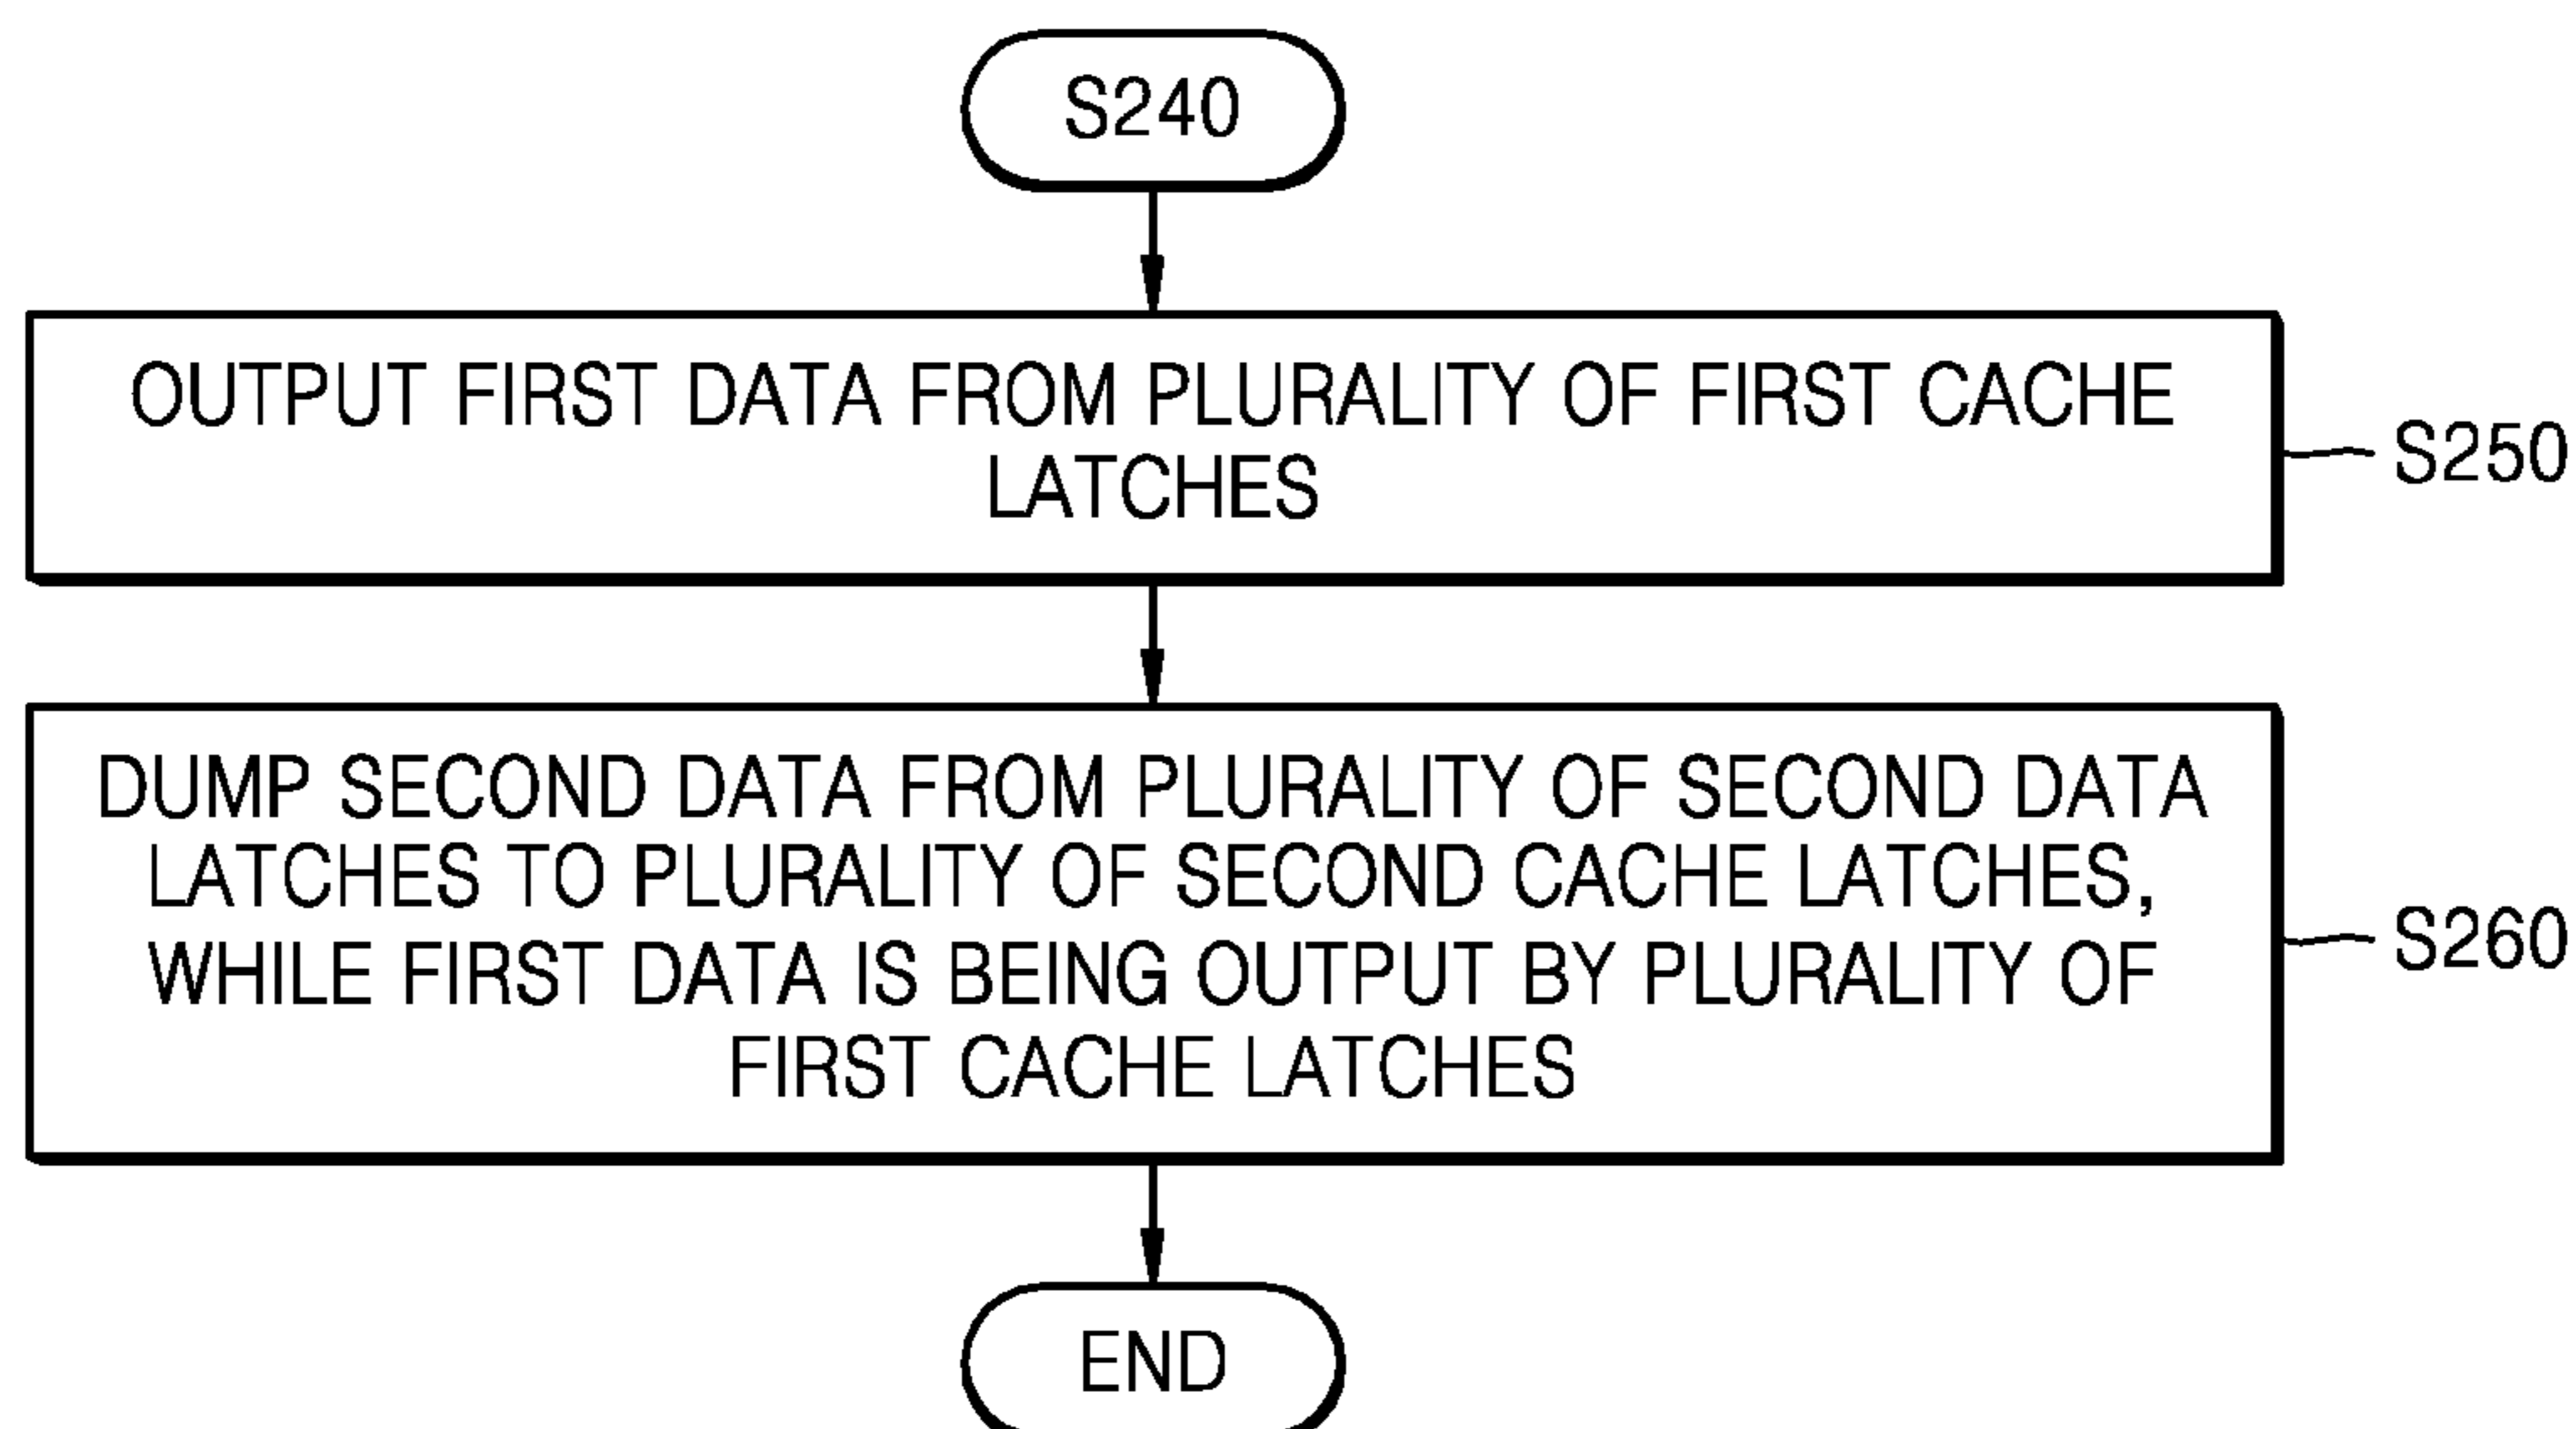 S240
OUTPUT FIRST DATA FROM PLURALITY OF FIRST CACHE
LATCHES
S250
DUMP SECOND DATA FROM PLURALITY OF SECOND DATA
LATCHES TO PLURALITY OF SECOND CACHE LATCHES,
WHILE FIRST DATA IS BEING OUTPUT BY PLURALITY OF
FIRST CACHE LATCHES
S260
END